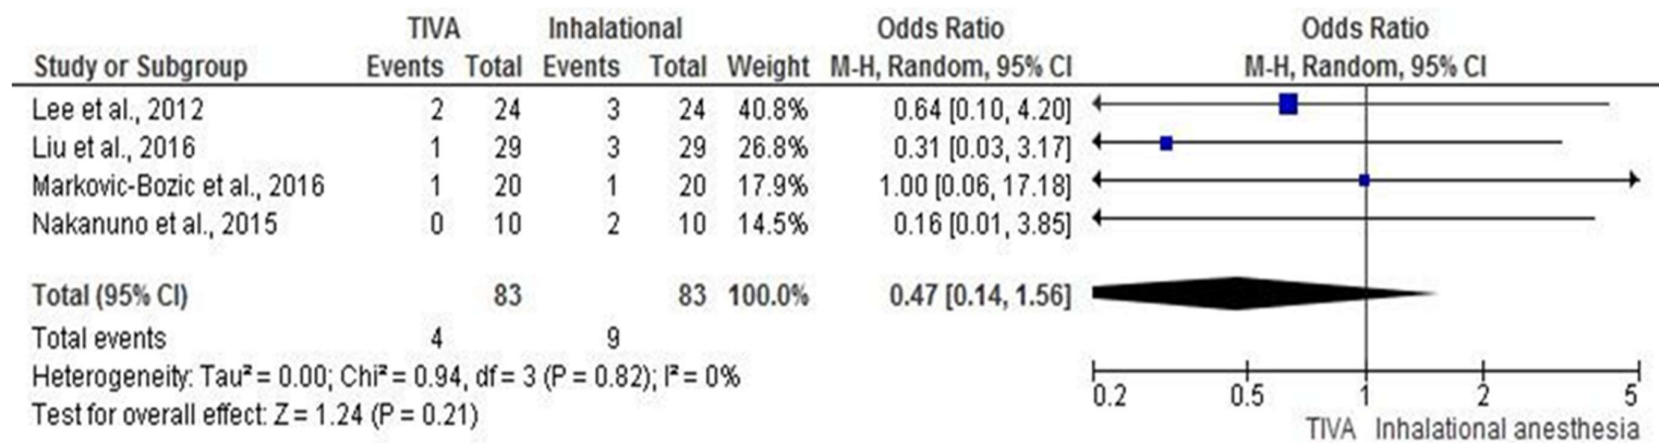 TIVA Inhalational Odds Ratio Odds Ratio
Study or Subgroup Events Total Events Total Weight M-H, Random, 95% CI M-H, Random, 95% CI
Lee et al., 2012 2 24 3 24 40.8% 0.64 [0.10, 4.20]
Liu et al., 2016 1 29 3 29 26.8% 0.31 [0.03, 3.17]
Markovic-Bozic et al., 2016 1 20 1 20 17.9% 1.00 [0.06, 17.18]
Nakanuno et al., 2015 0 10 2 10 14.5% 0.16 [0.01, 3.85]
Total (95% CI) 83 83 100.0% 0.47 [0.14, 1.56]
Total events 4 9
Heterogeneity: Tau² = 0.00; Chi² = 0.94, df = 3 (P = 0.82); I² = 0%
Test for overall effect: Z = 1.24 (P = 0.21)
0.2 0.5 1 2 5
TIVA Inhalational anesthesia